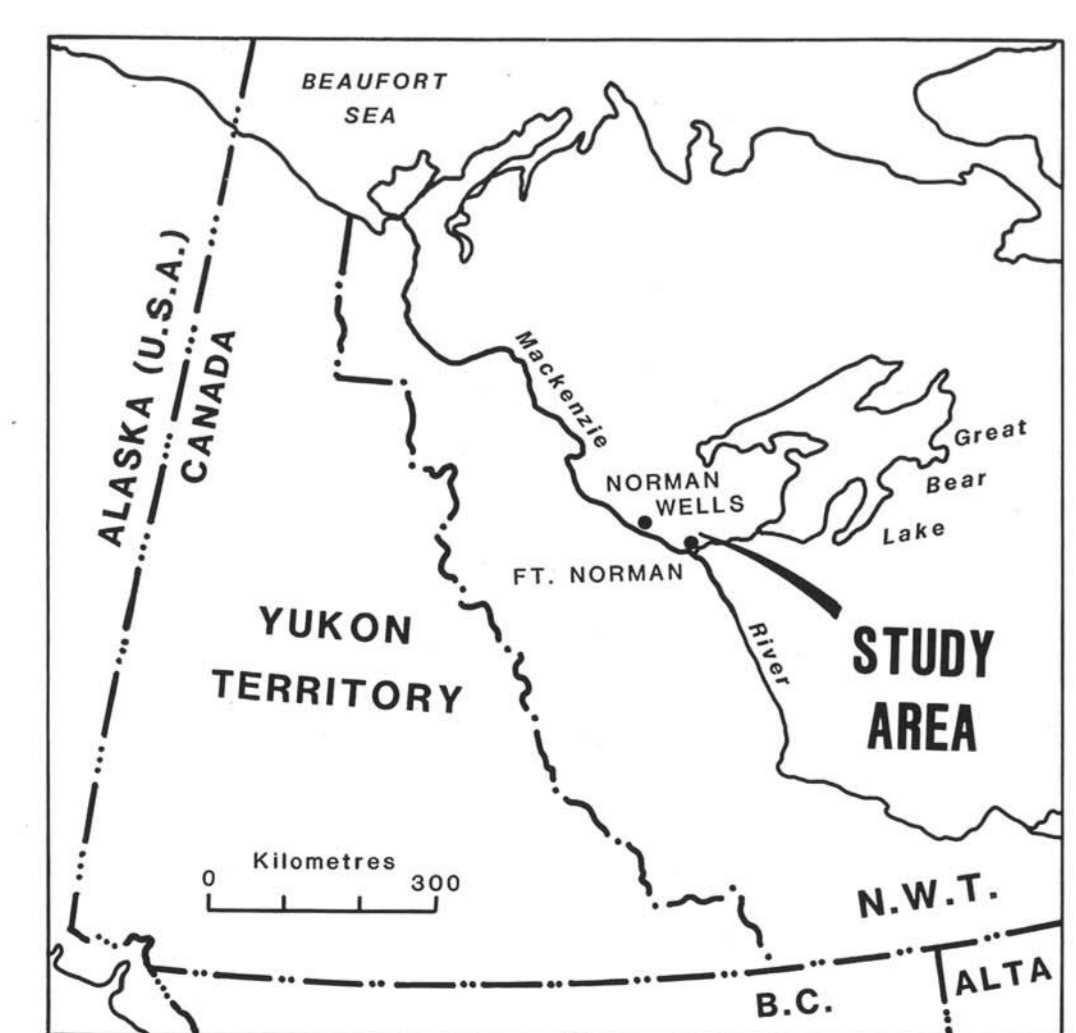 BEAUFORT
SEA
ALASKA (U.S.A.)
CANADA
Mackenzie
Great
Bear
Lake
NORMAN
WELLS
FT. NORMAN
River
YUKON
TERRITORY
STUDY
AREA
Kilometres
0 300
N.W.T.
B.C.
ALTA